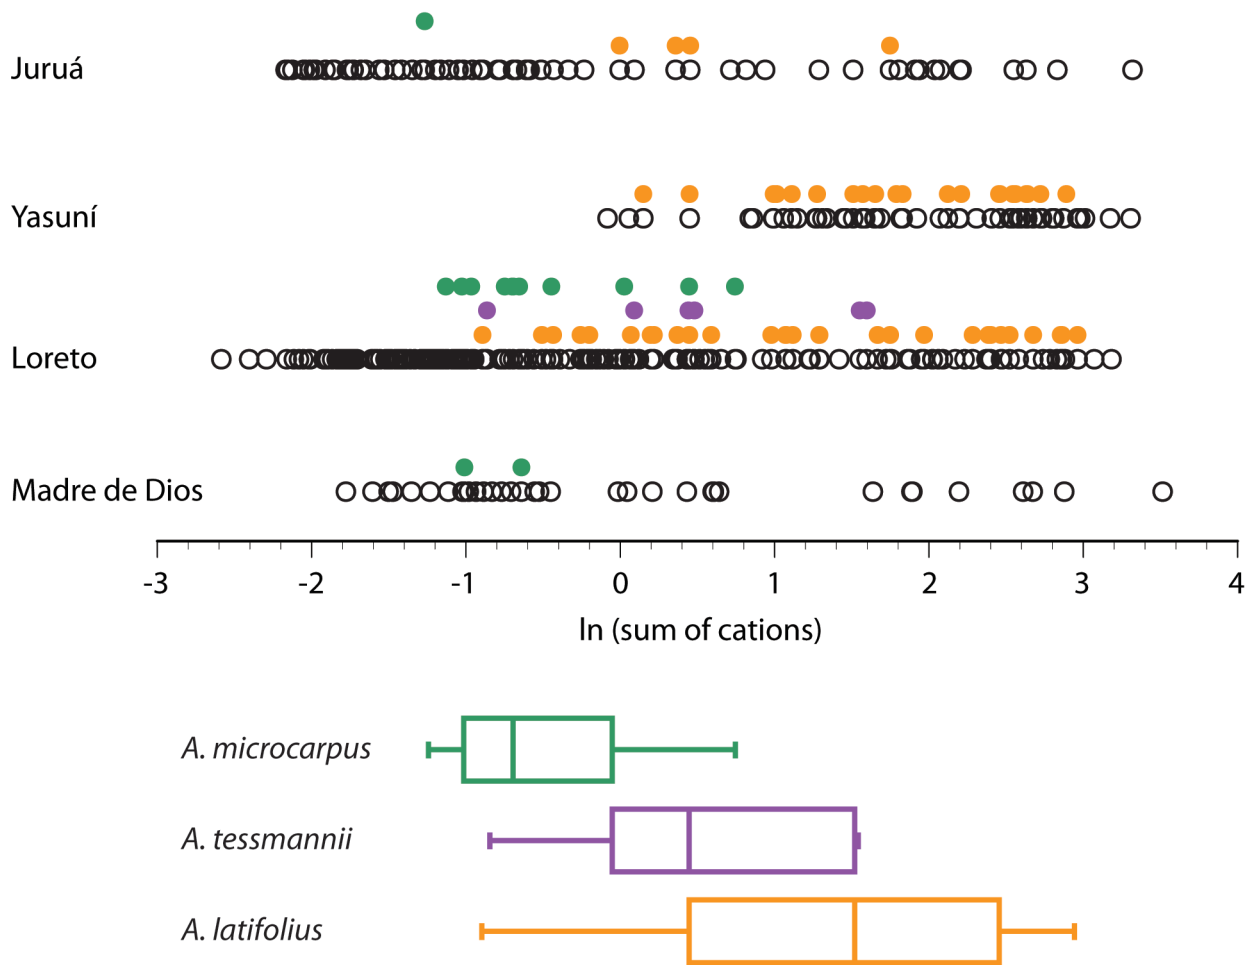 Juruá
Yasuní
Loreto
Madre de Dios
-3 -2 -1 0 1 2 3 4
ln (sum of cations)
A. microcarpus
A. tessmannii
A. latifolius